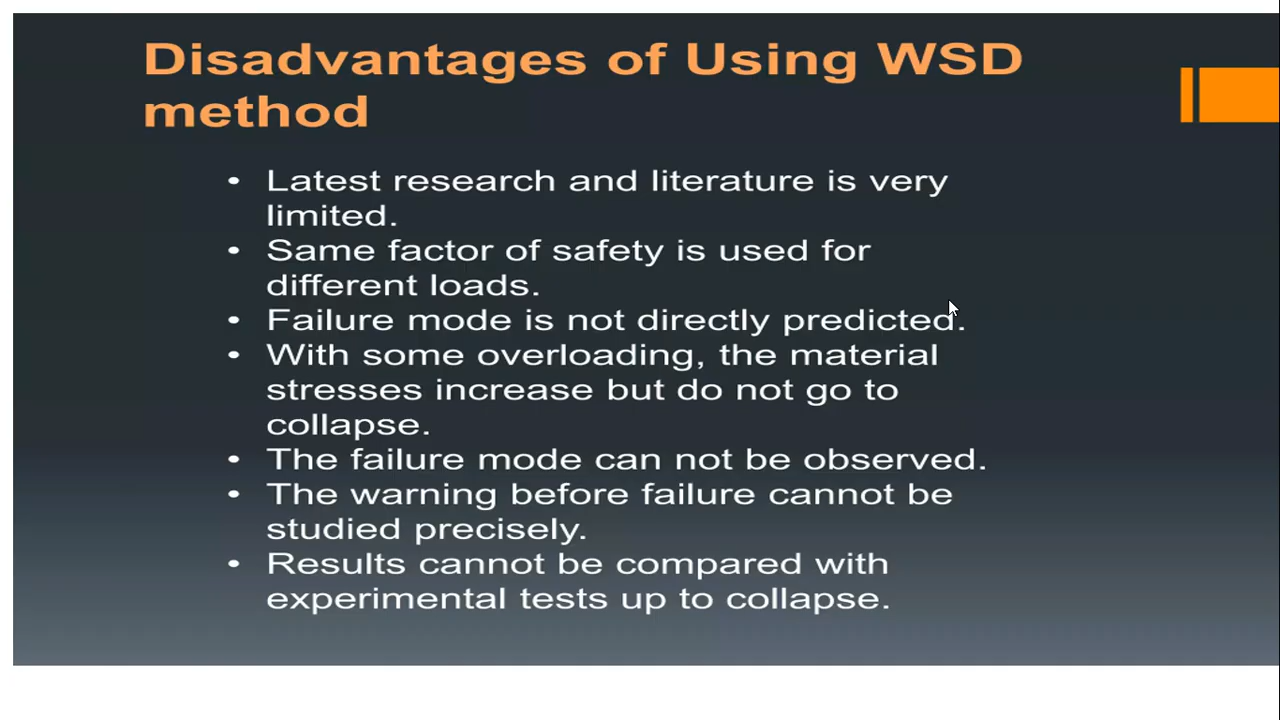 Disadvantages of Using WSD
method
• Latest research and literature is very
limited.
• Same factor of safety is used for
different loads.
• Failure mode is not directly predicted.
• With some overloading, the material
stresses increase but do not go to
collapse.
• The failure mode can not be observed.
• The warning before failure cannot be
studied precisely.
• Results cannot be compared with
experimental tests up to collapse.